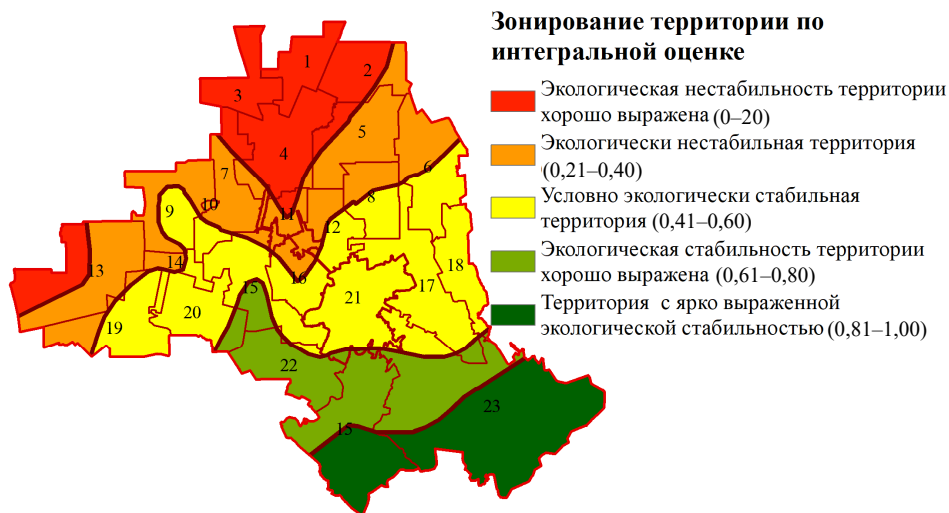 Зонирование территории по
интегральной оценке
Экологическая нестабильность территории
хорошо выражена (0–20)
Экологически нестабильная территория
(0,21–0,40)
Условно экологически стабильная
территория (0,41–0,60)
Экологическая стабильность территории
хорошо выражена (0,61–0,80)
Территория с ярко выраженной
экологической стабильностью (0,81–1,00)
1
2
3
4
5
6
7
8
9
10
11
12
13
14
15
16
17
18
19
20
21
22
23
15